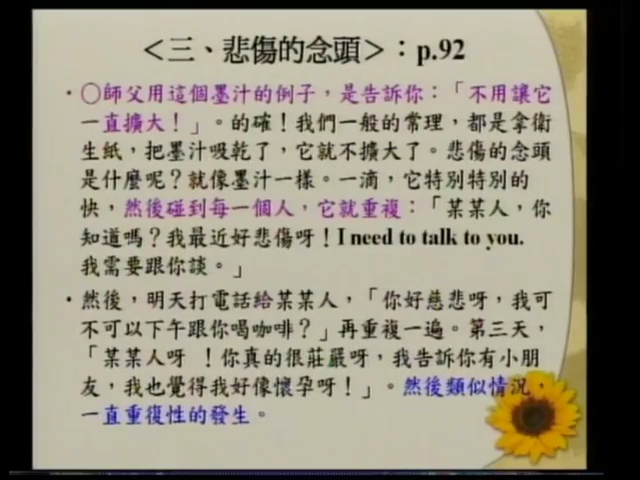 ＜三、悲傷的念頭＞：p.92
•〇師父用這個墨汁的例子，是告訴你：「不用讓它
一直擴大！」。的確！我們一般的常理，都是拿衛
生紙，把墨汁吸乾了，它就不擴大了。悲傷的念頭
是什麼呢？就像墨汁一樣。一滴，它特別特別的
快，然後碰到每一個人，它就重複：「某某人，你
知道嗎？我最近好悲傷呀！I need to talk to you.
我需要跟你談。」
•然後，明天打電話給某某人，「你好慈悲呀，我可
不可以下午跟你喝咖啡？」再重複一遍。第三天，
「某某人呀 ！你真的很莊嚴呀，我告訴你有小朋
友，我也覺得我好像懷孕呀！」。然後類似情況，
一直重復性的發生。